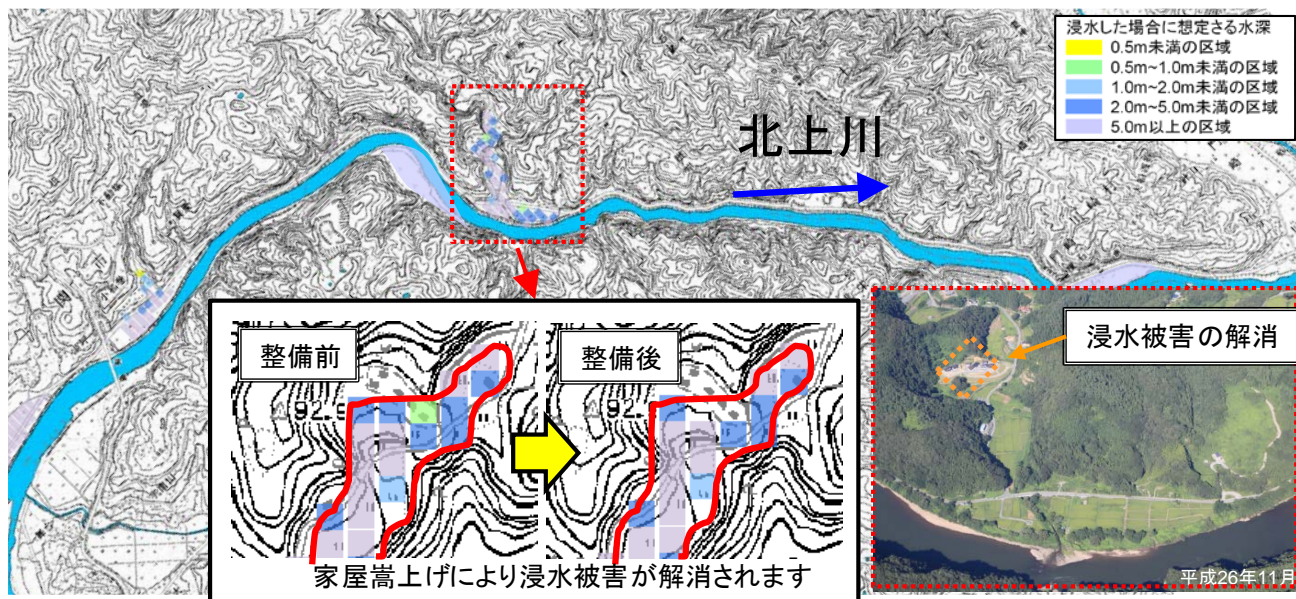 浸水した場合に想定さる水深
0.5m未満の区域
0.5m~1.0m未満の区域
1.0m~2.0m未満の区域
2.0m~5.0m未満の区域
5.0m以上の区域
北上川
整備前
整備後
92.6
92.
浸水被害の解消
家屋嵩上げにより浸水被害が解消されます
平成26年11月